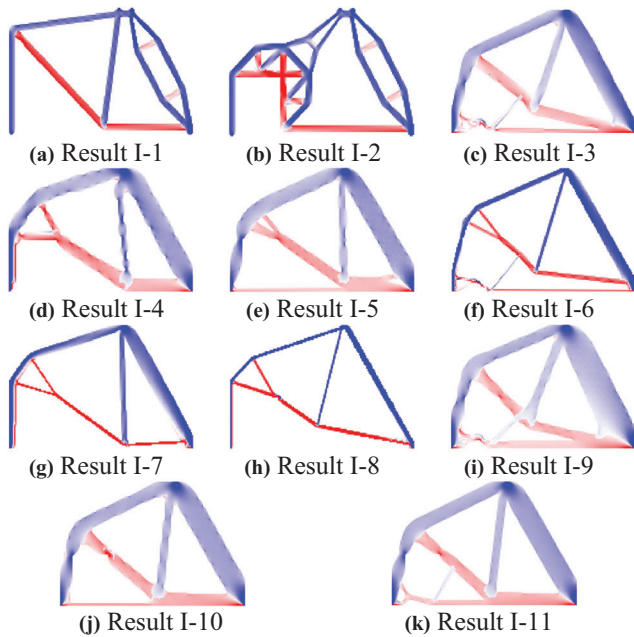 (a) Result I-1
(b) Result I-2
(c) Result I-3
(d) Result I-4
(e) Result I-5
(f) Result I-6
(g) Result I-7
(h) Result I-8
(i) Result I-9
(j) Result I-10
(k) Result I-11